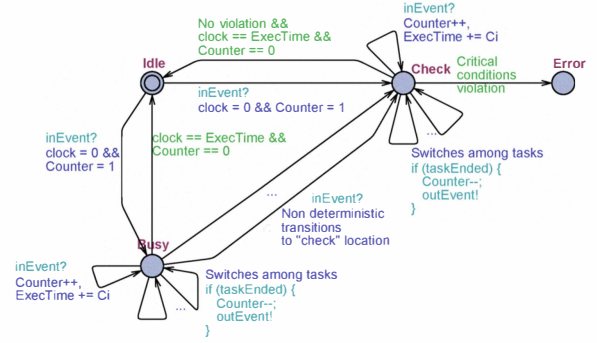 inEvent?
Counter++,
ExecTime += Ci
No violation &&
clock == ExecTime &&
Counter == 0
Idle
Check
Error
Critical
conditions
violation
inEvent?
clock = 0 && Counter = 1
inEvent?
clock = 0 &&
Counter = 1
clock == ExecTime &&
Counter == 0
...
Switches among tasks
if (taskEnded) {
Counter--;
outEvent!
}
...
inEvent?
Non deterministic
transitions
to "check" location
Busy
inEvent?
Counter++,
ExecTime += Ci
Switches among tasks
if (taskEnded) {
Counter--;
outEvent!
}
...